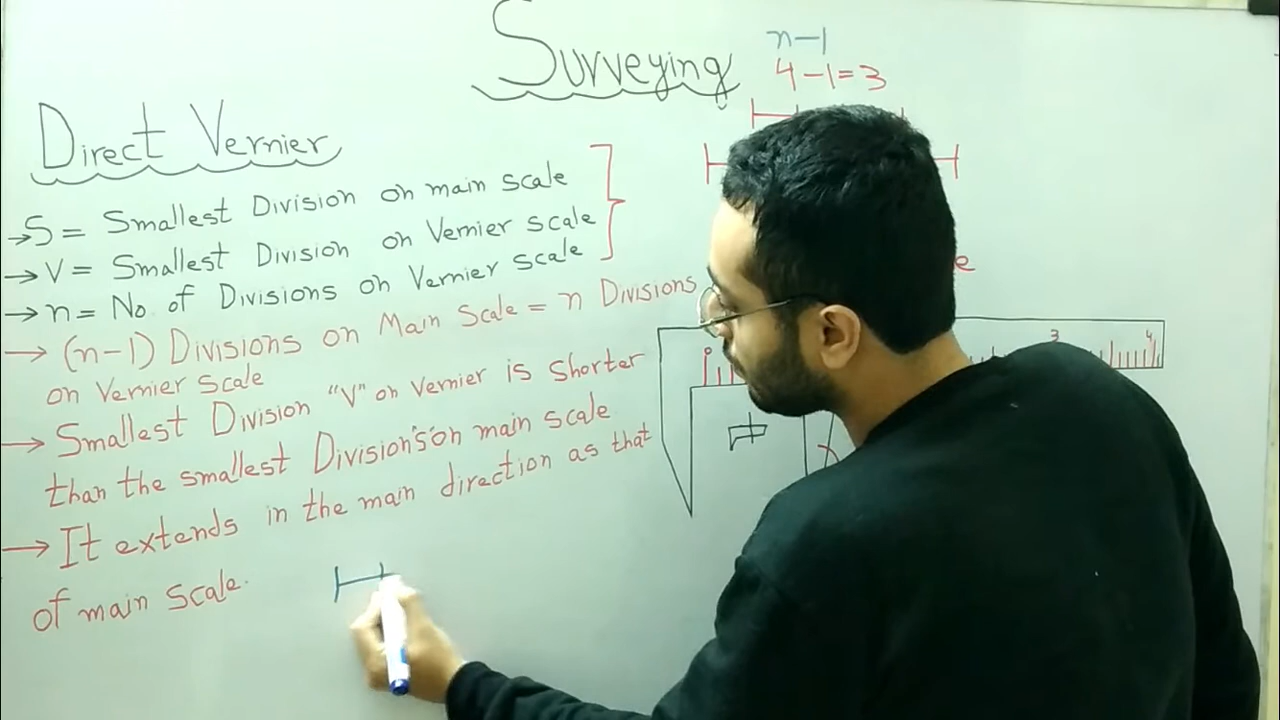 Surveying
n-1
4-1=3
Direct Vernier
→S= Smallest Division on main scale
→V= Smallest Division on Vernier scale
→n= No. of Divisions on Vernier scale
→(n-1) Divisions on Main Scale = n Divisions
on Vernier scale
→Smallest Division "V" on Vernier is shorter
than the smallest Division "S" on main scale
→It extends in the main direction as that
of main scale.
0
3
4